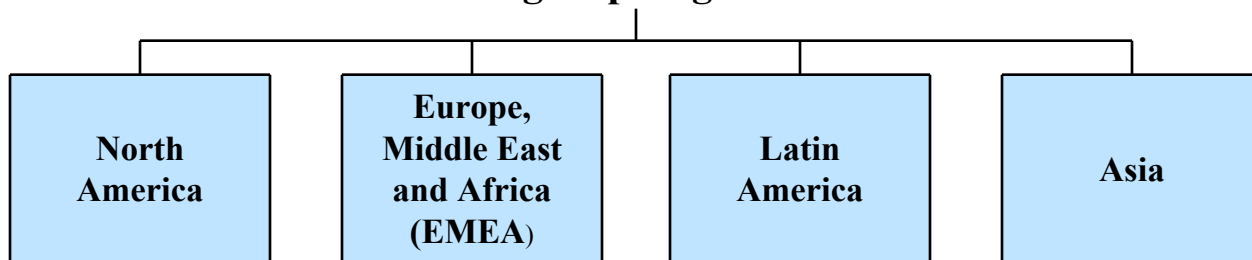 North
America
Europe,
Middle East
and Africa
(EMEA)
Latin
America
Asia